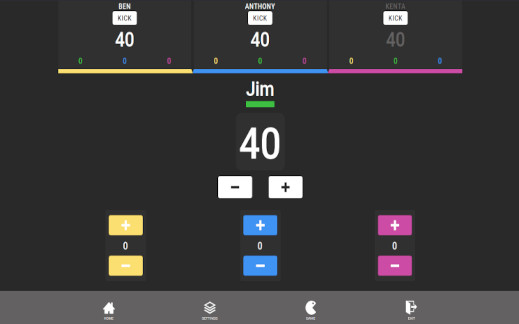 BEN
ANTHONY
KENTA
KICK
KICK
KICK
40
40
40
0 0 0
0 0 0
0 0 0
Jim
40
− +
+ + +
0 0 0
− − −
HOME SETTINGS GAME EXIT